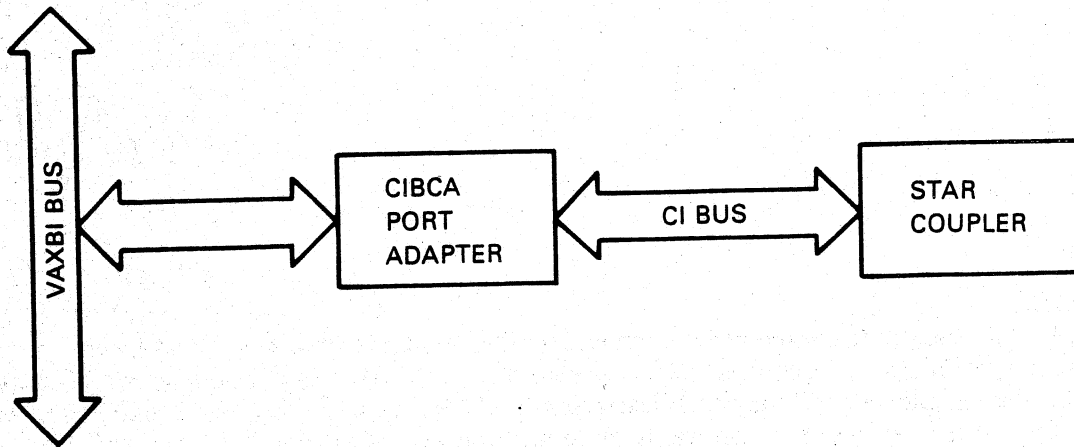 VAXBI BUS
CIBCA
PORT
ADAPTER
CI BUS
STAR
COUPLER